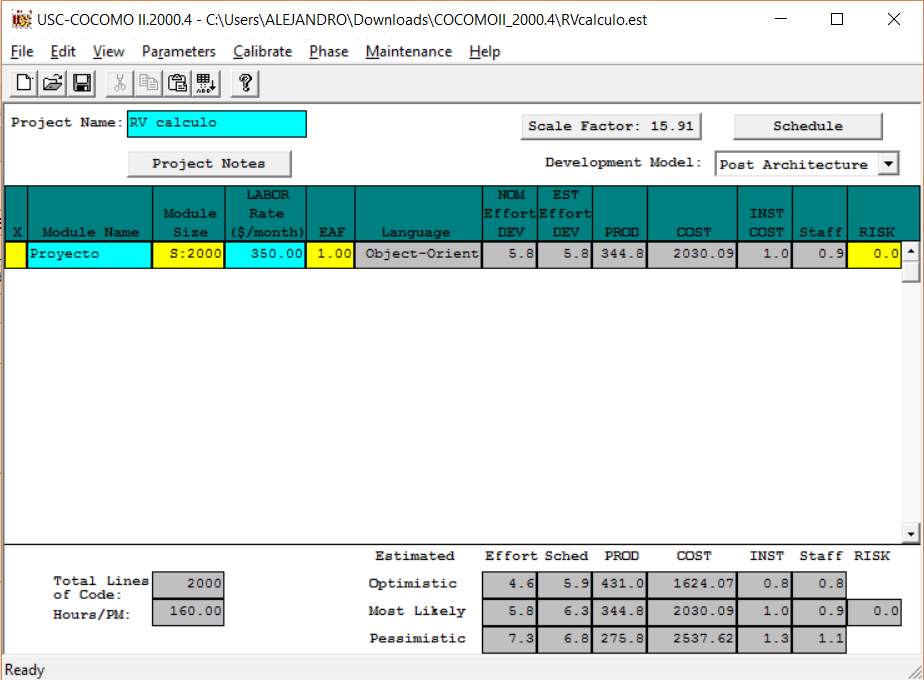 USC-COCOMO II.2000.4 - C:\Users\ALEJANDRO\Downloads\COCOMOII_2000.4\RVcalculo.est
File Edit View Parameters Calibrate Phase Maintenance Help
Project Name: RV calculo Scale Factor: 15.91 Schedule
Project Notes Development Model: Post Architecture
X Module Name Module Size LABOR Rate ($/month) EAF Language NOM Effort DEV EST Effort DEV PROD COST INST COST Staff RISK
Proyecto S:2000 350.00 1.00 Object-Orient 5.8 5.8 344.8 2030.09 1.0 0.9 0.0
Estimated Effort Sched PROD COST INST Staff RISK
Total Lines of Code: 2000 Optimistic 4.6 5.9 431.0 1624.07 0.8 0.8
Hours/PM: 160.00 Most Likely 5.8 6.3 344.8 2030.09 1.0 0.9 0.0
Pessimistic 7.3 6.8 275.8 2537.62 1.3 1.1
Ready